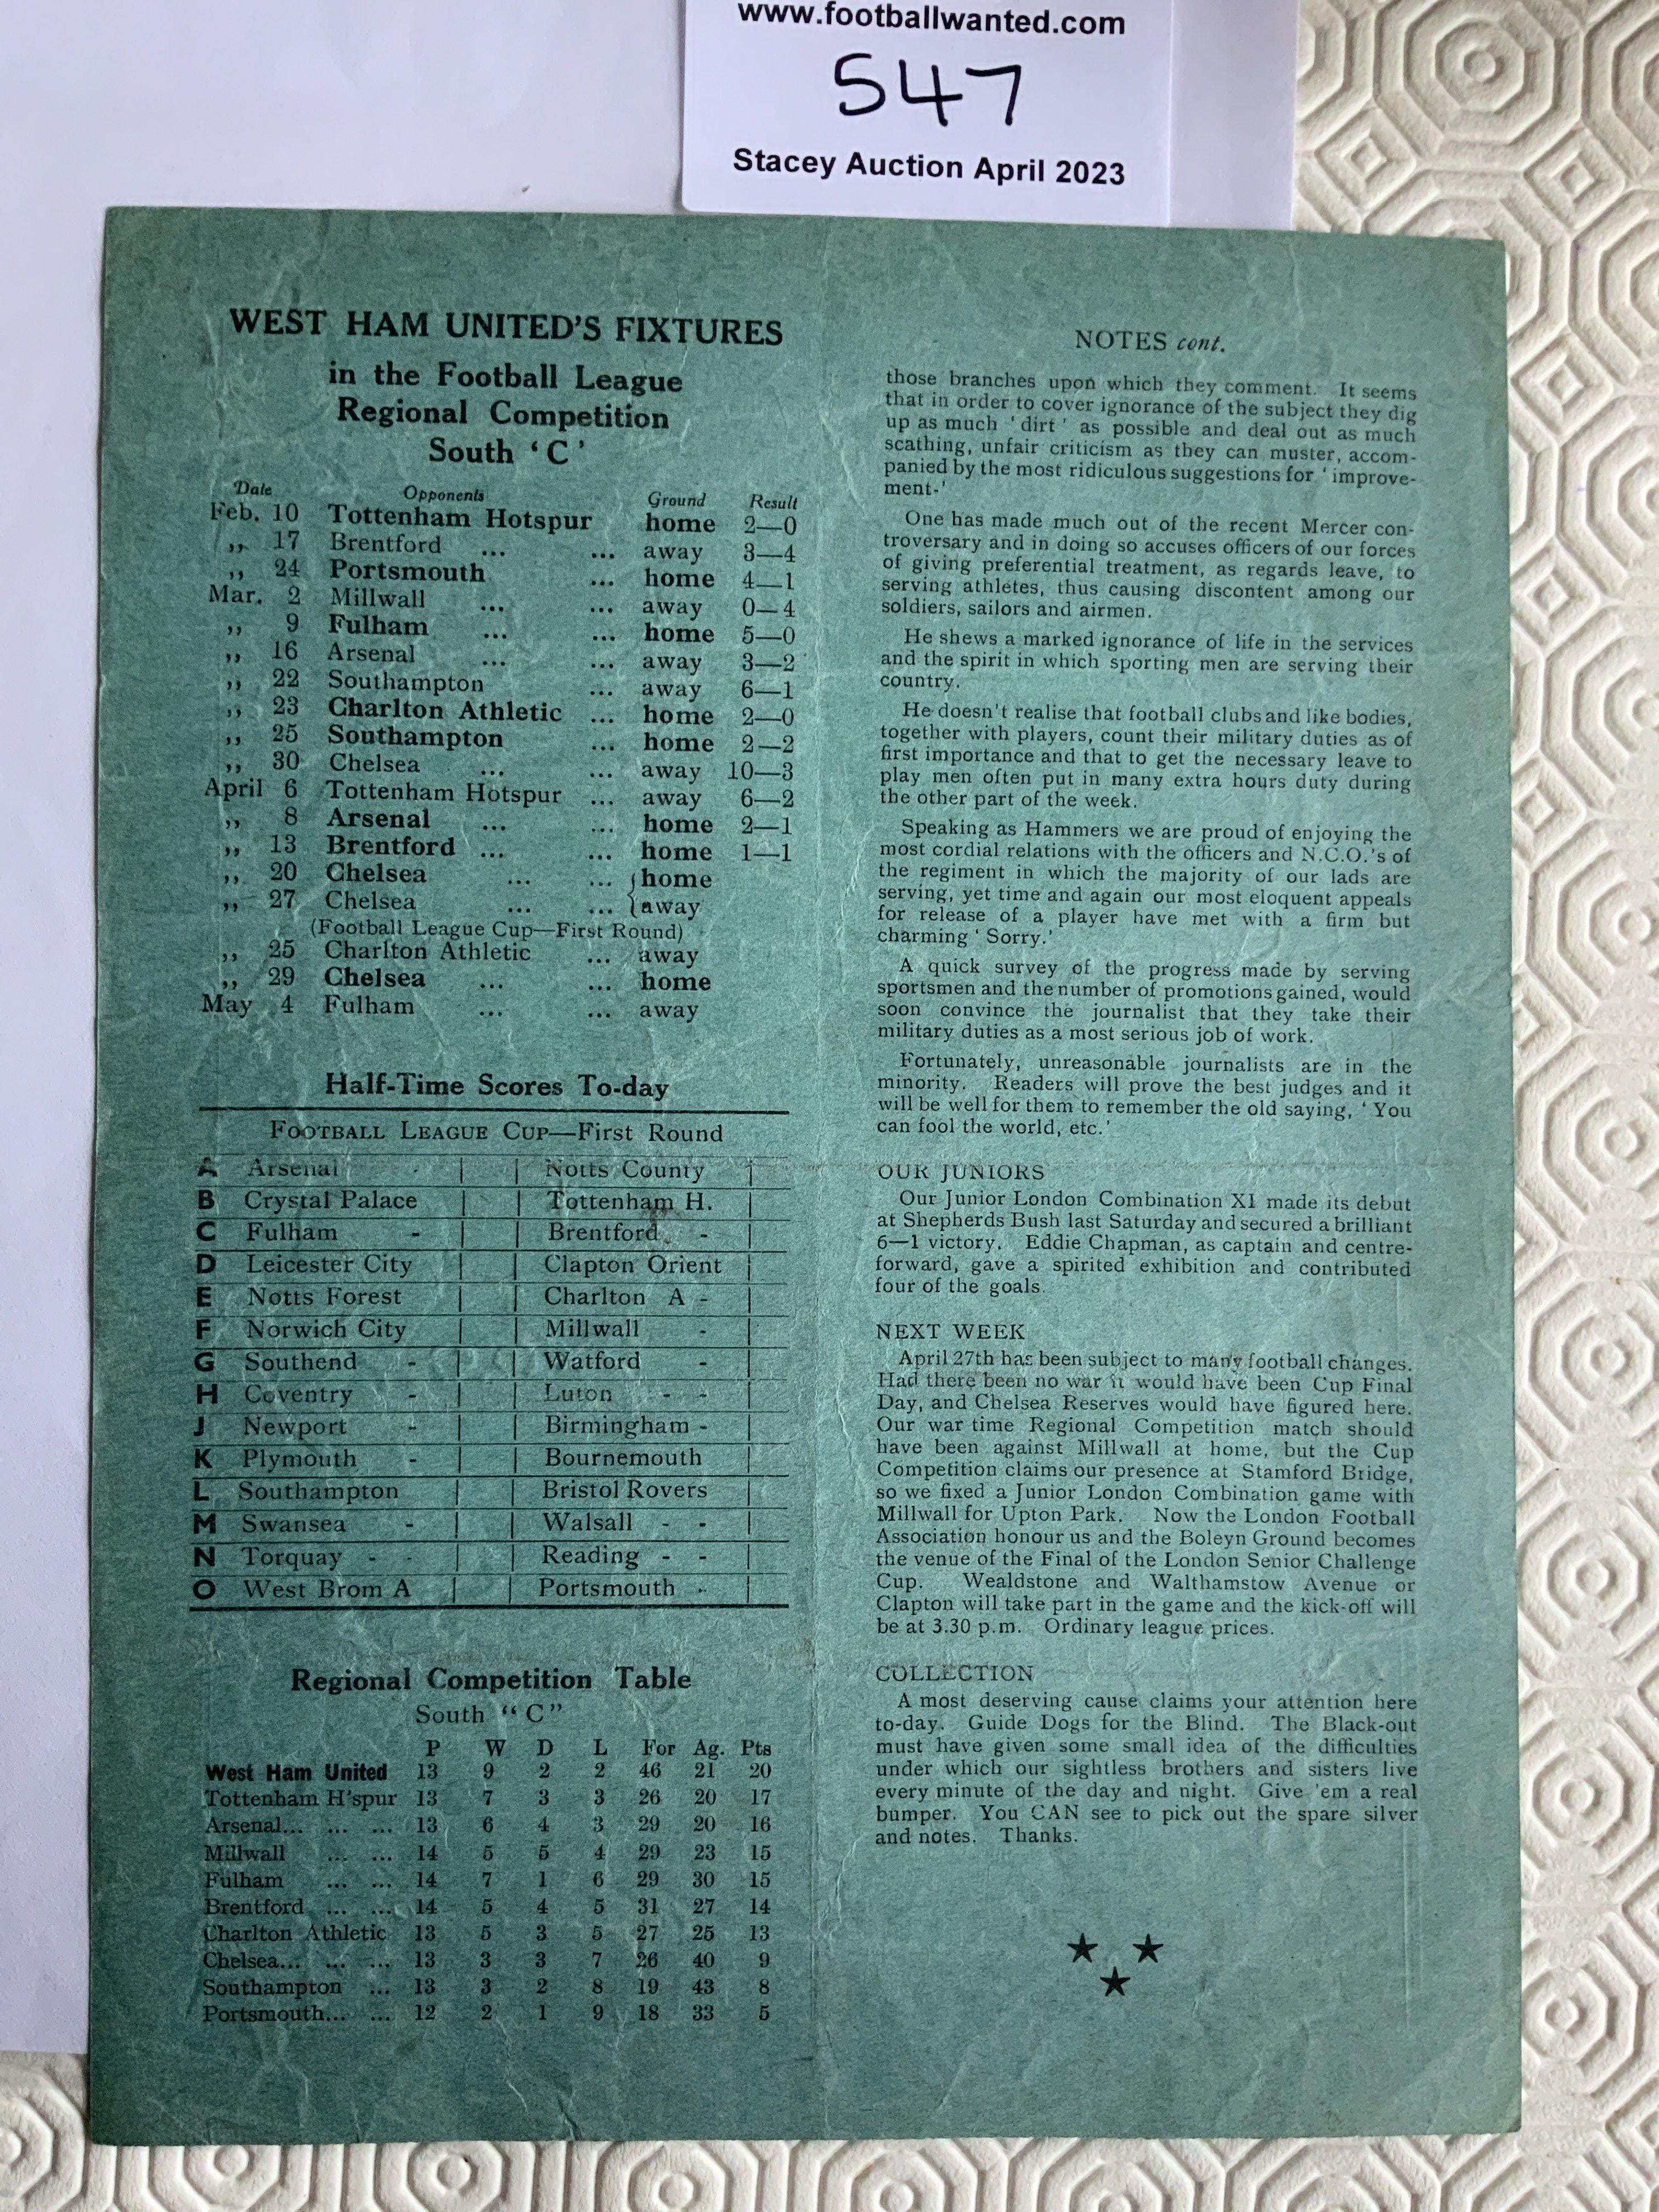 www.footballwanted.com
547
Stacey Auction April 2023
WEST HAM UNITED'S FIXTURES
in the Football League
Regional Competition
South ‘C’
Date Opponents Ground Result
Feb. 10 Tottenham Hotspur home 2—0
,, 17 Brentford ... ... away 3—4
,, 24 Portsmouth ... home 4—1
Mar. 2 Millwall ... ... away 0—4
,, 9 Fulham ... ... home 5—0
,, 16 Arsenal ... ... away 3—2
,, 22 Southampton ... away 6—1
,, 23 Charlton Athletic ... home 2—0
,, 25 Southampton ... home 2—2
,, 30 Chelsea ... ... away 10—3
April 6 Tottenham Hotspur ... away 6—2
,, 8 Arsenal ... ... home 2—1
,, 13 Brentford ... ... home 1—1
,, 20 Chelsea ... ... home
,, 27 Chelsea ... ... away
(Football League Cup—First Round)
,, 25 Charlton Athletic ... away
,, 29 Chelsea ... ... home
May 4 Fulham ... ... away
Half-Time Scores To-day
FOOTBALL LEAGUE CUP—First Round
A Arsenal - Notts County
B Crystal Palace Tottenham H.
C Fulham - Brentford -
D Leicester City Clapton Orient
E Notts Forest Charlton A -
F Norwich City Millwall -
G Southend - Watford -
H Coventry - Luton - -
J Newport - Birmingham -
K Plymouth - Bournemouth
L Southampton Bristol Rovers
M Swansea - Walsall - -
N Torquay - - Reading - -
O West Brom A Portsmouth -
Regional Competition Table
South “C”
P W D L For Ag. Pts
West Ham United 13 9 2 2 46 21 20
Tottenham H'spur 13 7 3 3 26 20 17
Arsenal... ... ... 13 6 4 3 29 20 16
Millwall ... ... 14 5 5 4 29 23 15
Fulham ... ... 14 7 1 6 29 30 15
Brentford ... ... 14 5 4 5 31 27 14
Charlton Athletic 13 5 3 5 27 25 13
Chelsea... ... ... 13 3 3 7 26 40 9
Southampton ... 13 3 2 8 19 43 8
Portsmouth... ... 12 2 1 9 18 33 5
NOTES cont.
those branches upon which they comment. It seems
that in order to cover ignorance of the subject they dig
up as much ‘dirt’ as possible and deal out as much
scathing, unfair criticism as they can muster, accom-
panied by the most ridiculous suggestions for ‘improve-
ment-’
One has made much out of the recent Mercer con-
troversary and in doing so accuses officers of our forces
of giving preferential treatment, as regards leave, to
serving athletes, thus causing discontent among our
soldiers, sailors and airmen.
He shews a marked ignorance of life in the services
and the spirit in which sporting men are serving their
country.
He doesn't realise that football clubs and like bodies,
together with players, count their military duties as of
first importance and that to get the necessary leave to
play men often put in many extra hours duty during
the other part of the week.
Speaking as Hammers we are proud of enjoying the
most cordial relations with the officers and N.C.O.'s of
the regiment in which the majority of our lads are
serving, yet time and again our most eloquent appeals
for release of a player have met with a firm but
charming ‘Sorry.’
A quick survey of the progress made by serving
sportsmen and the number of promotions gained, would
soon convince the journalist that they take their
military duties as a most serious job of work.
Fortunately, unreasonable journalists are in the
minority. Readers will prove the best judges and it
will be well for them to remember the old saying, ‘You
can fool the world, etc.’
OUR JUNIORS
Our Junior London Combination XI made its debut
at Shepherds Bush last Saturday and secured a brilliant
6—1 victory. Eddie Chapman, as captain and centre-
forward, gave a spirited exhibition and contributed
four of the goals.
NEXT WEEK
April 27th has been subject to many football changes.
Had there been no war it would have been Cup Final
Day, and Chelsea Reserves would have figured here.
Our war time Regional Competition match should
have been against Millwall at home, but the Cup
Competition claims our presence at Stamford Bridge,
so we fixed a Junior London Combination game with
Millwall for Upton Park. Now the London Football
Association honour us and the Boleyn Ground becomes
the venue of the Final of the London Senior Challenge
Cup. Wealdstone and Walthamstow Avenue or
Clapton will take part in the game and the kick-off will
be at 3.30 p.m. Ordinary league prices.
COLLECTION
A most deserving cause claims your attention here
to-day. Guide Dogs for the Blind. The Black-out
must have given some small idea of the difficulties
under which our sightless brothers and sisters live
every minute of the day and night. Give 'em a real
bumper. You CAN see to pick out the spare silver
and notes. Thanks.